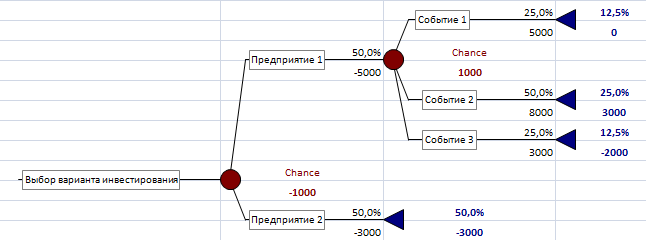 Событие 1
25,0%
12,5%
5000
0
Предприятие 1
50,0%
-5000
Chance
1000
Событие 2
50,0%
25,0%
8000
3000
Событие 3
25,0%
12,5%
3000
-2000
Выбор варианта инвестирования
Chance
-1000
Предприятие 2
50,0%
50,0%
-3000
-3000